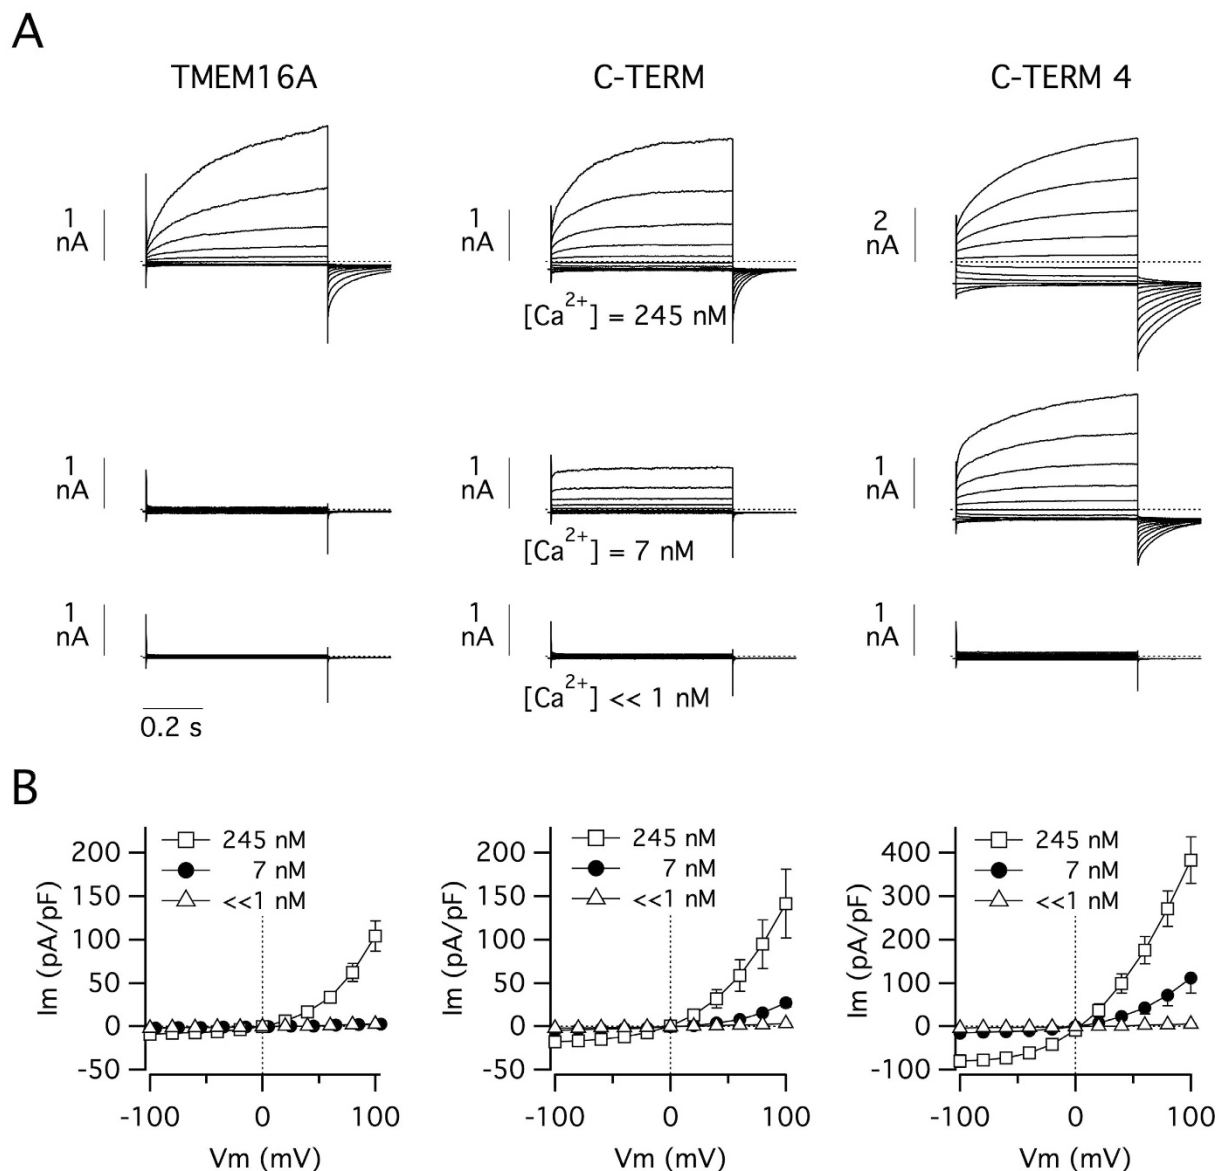 A
TMEM16A
C-TERM
C-TERM 4
1
nA
1
nA
2
nA
[Ca2+] = 245 nM
1
nA
1
nA
1
nA
[Ca2+] = 7 nM
1
nA
1
nA
1
nA
[Ca2+] << 1 nM
0.2 s
B
Im (pA/pF)
200
150
100
50
0
-50
245 nM
7 nM
<<1 nM
-100
0
100
Vm (mV)
Im (pA/pF)
200
150
100
50
0
-50
245 nM
7 nM
<<1 nM
-100
0
100
Vm (mV)
Im (pA/pF)
400
300
200
100
0
-100
245 nM
7 nM
<<1 nM
-100
0
100
Vm (mV)